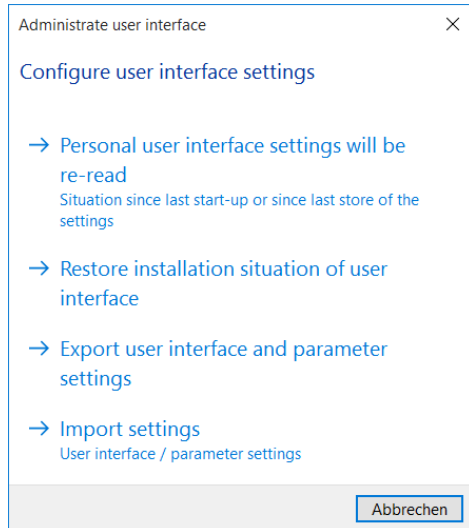 Administrate user interface
Configure user interface settings
Personal user interface settings will be
re-read
Situation since last start-up or since last store of the
settings
Restore installation situation of user
interface
Export user interface and parameter
settings
Import settings
User interface / parameter settings
Abbrechen